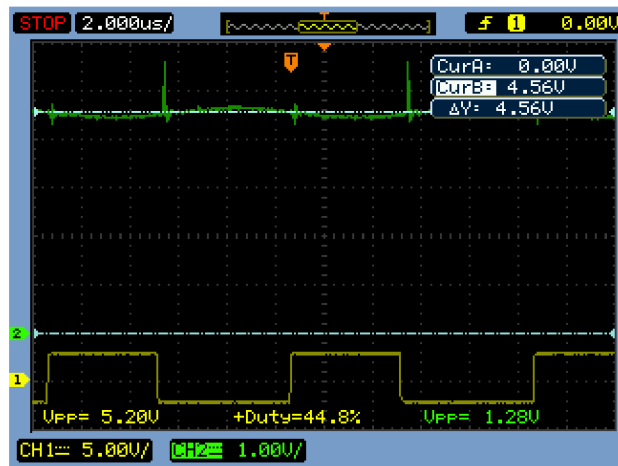 STOP 2.000us/ T 1 0.00V
T
CurA: 0.00V
CurB: 4.56V
ΔY: 4.56V
2
1
Vpp= 5.20V +Duty=44.8% Vpp= 1.28V
CH1 5.00V/ CH2 1.00V/